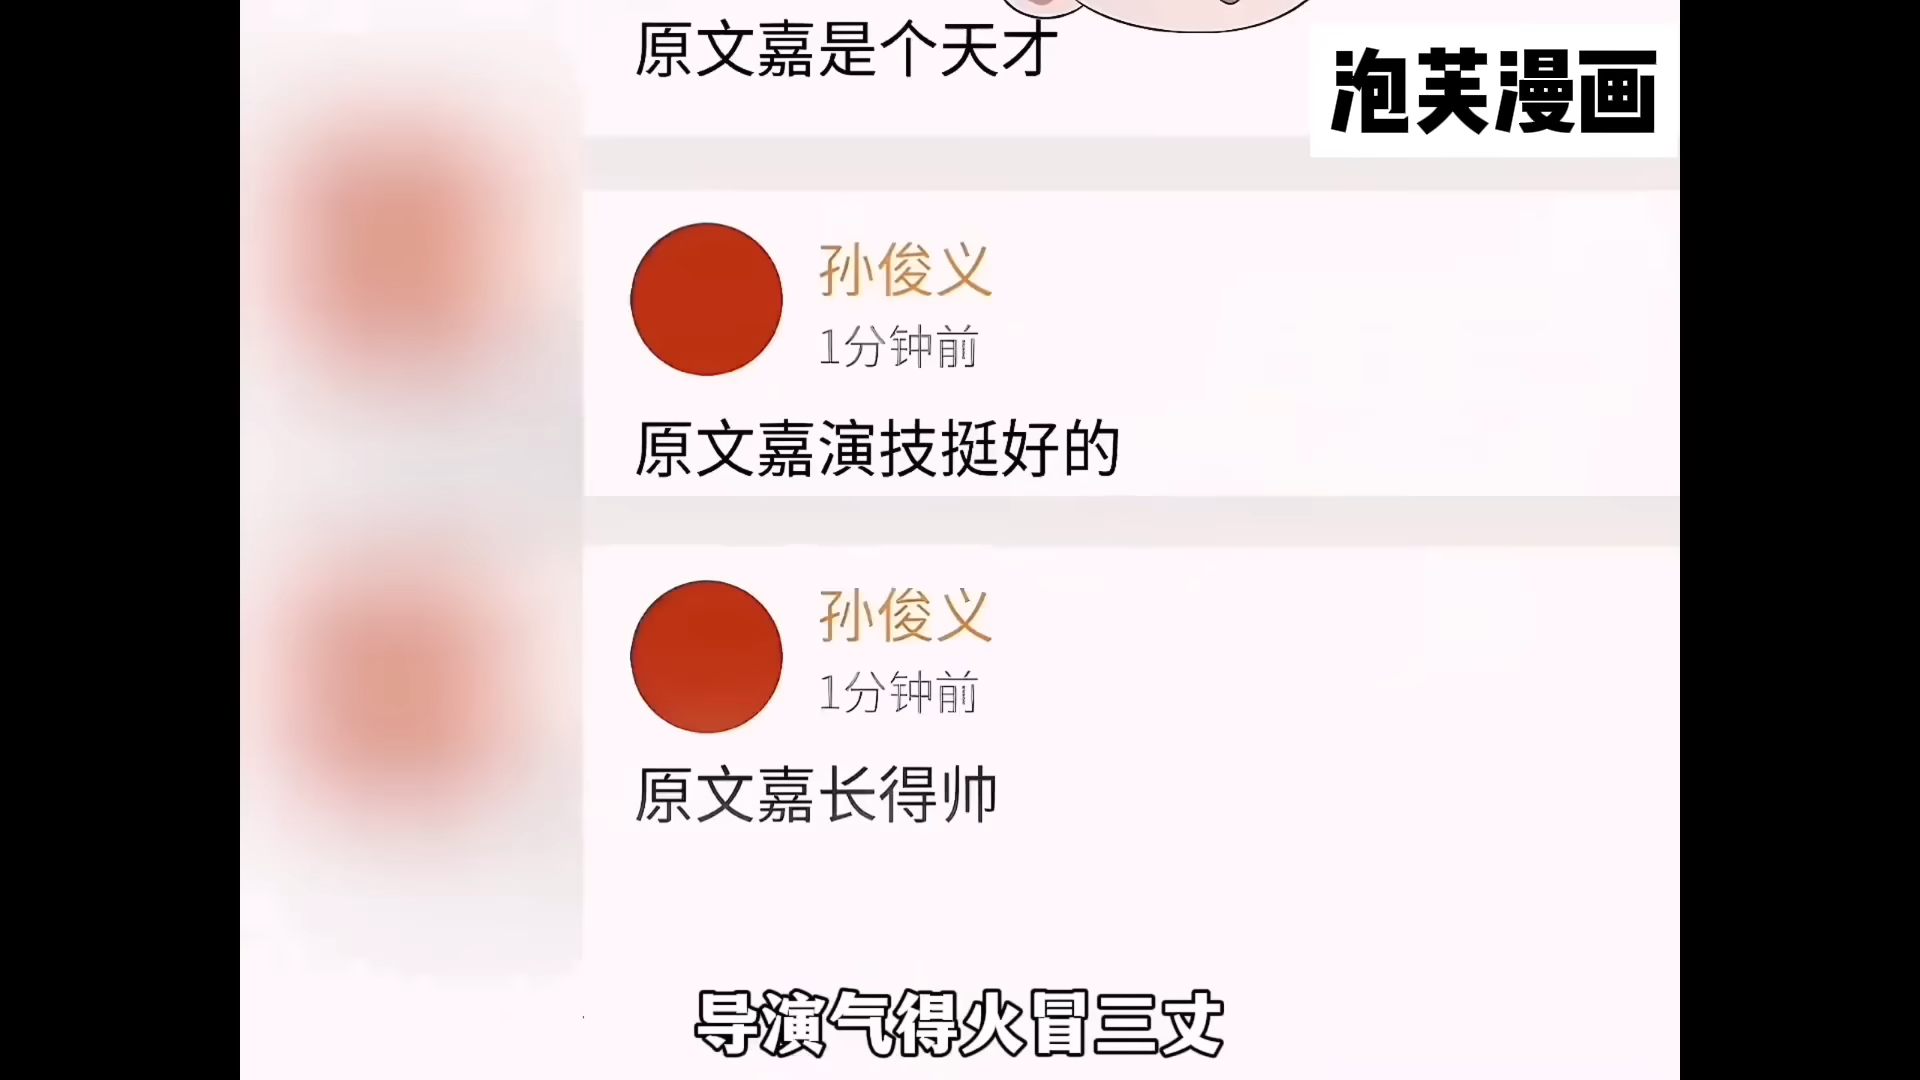 原文嘉是个天才
泡芙漫画
孙俊义
1分钟前
原文嘉演技挺好的
孙俊义
1分钟前
原文嘉长得帅
导演气得火冒三丈